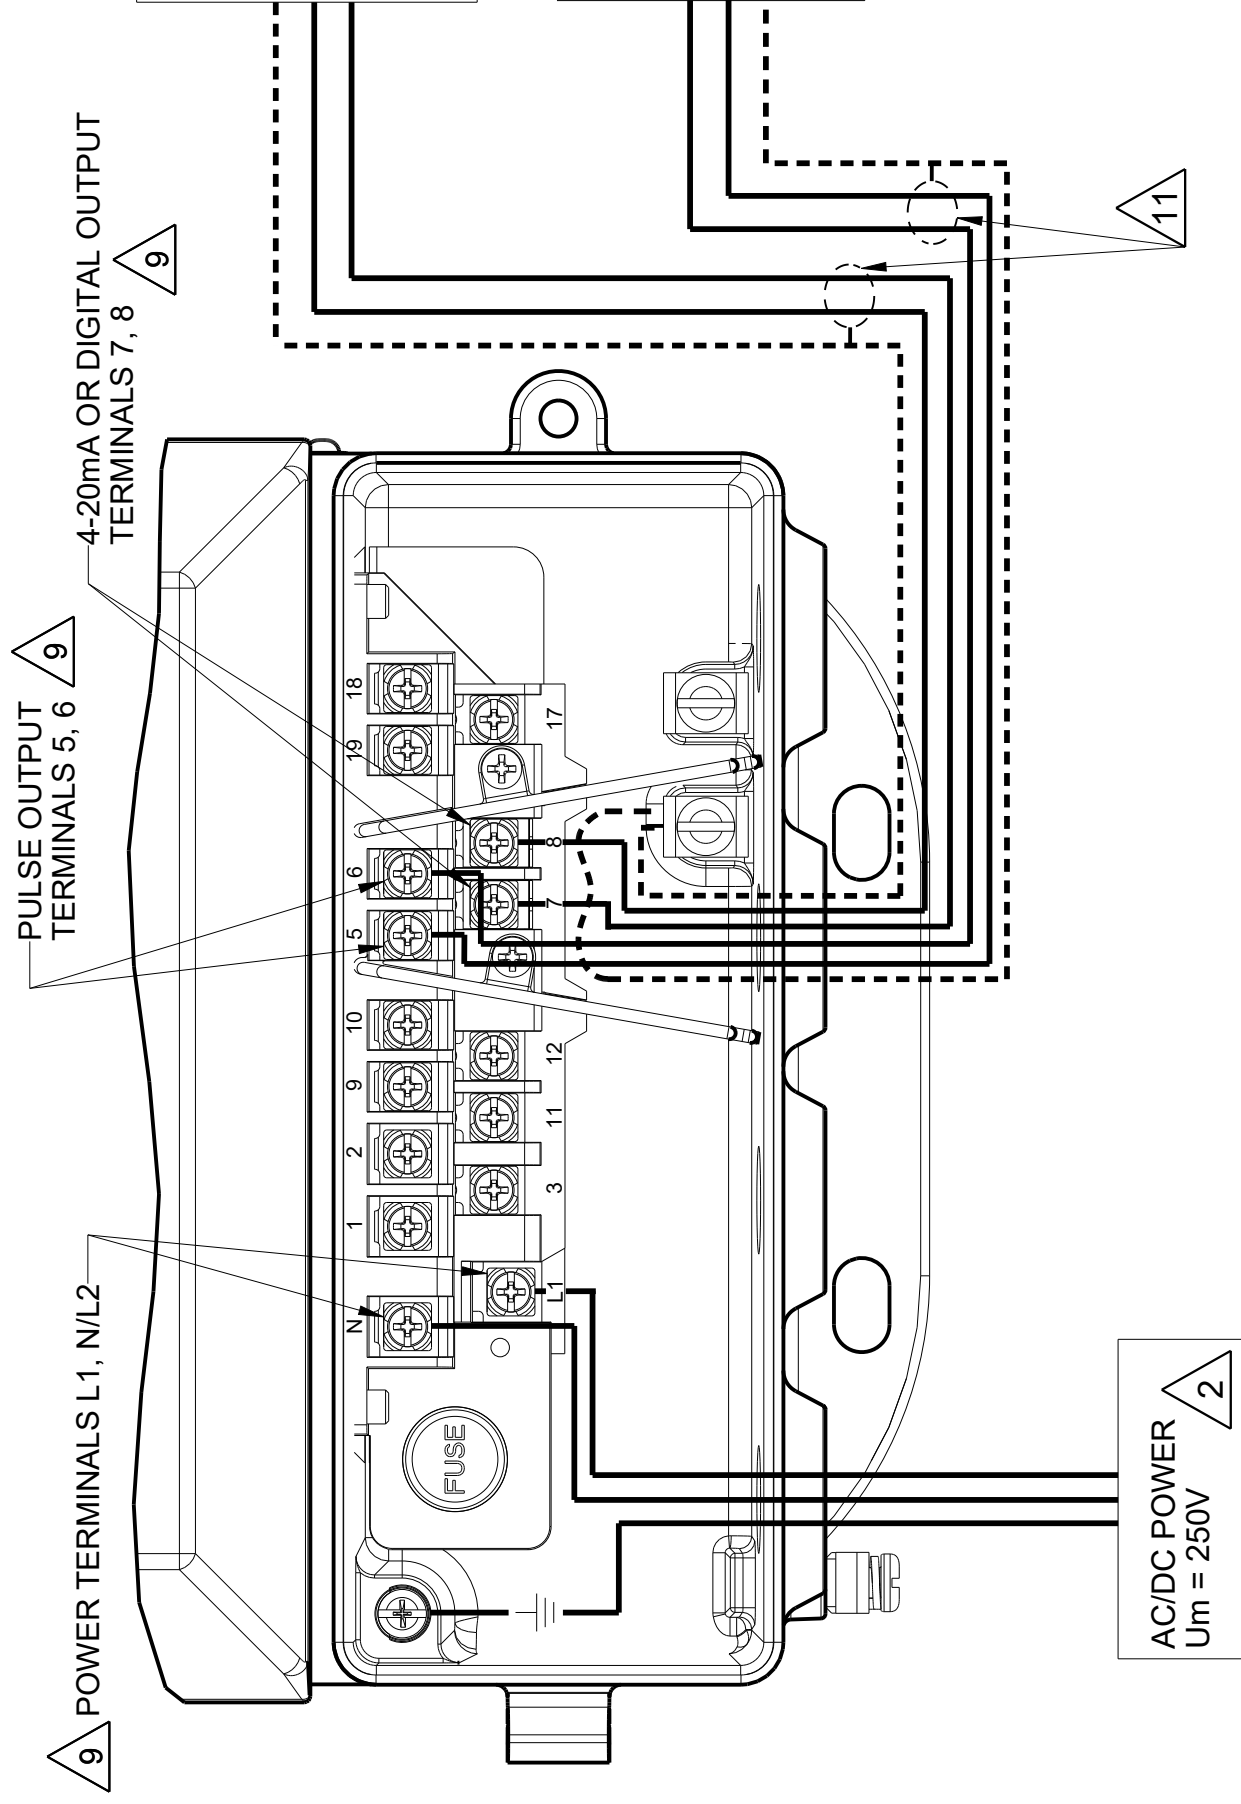 9
POWER TERMINALS L1, N/L2
PULSE OUTPUT
TERMINALS 5, 6
9
4-20mA OR DIGITAL OUTPUT
TERMINALS 7, 8
9
N
1
2
9
10
5
6
19
18
L1
3
11
12
7
8
17
FUSE
AC/DC POWER
Um = 250V
2
11